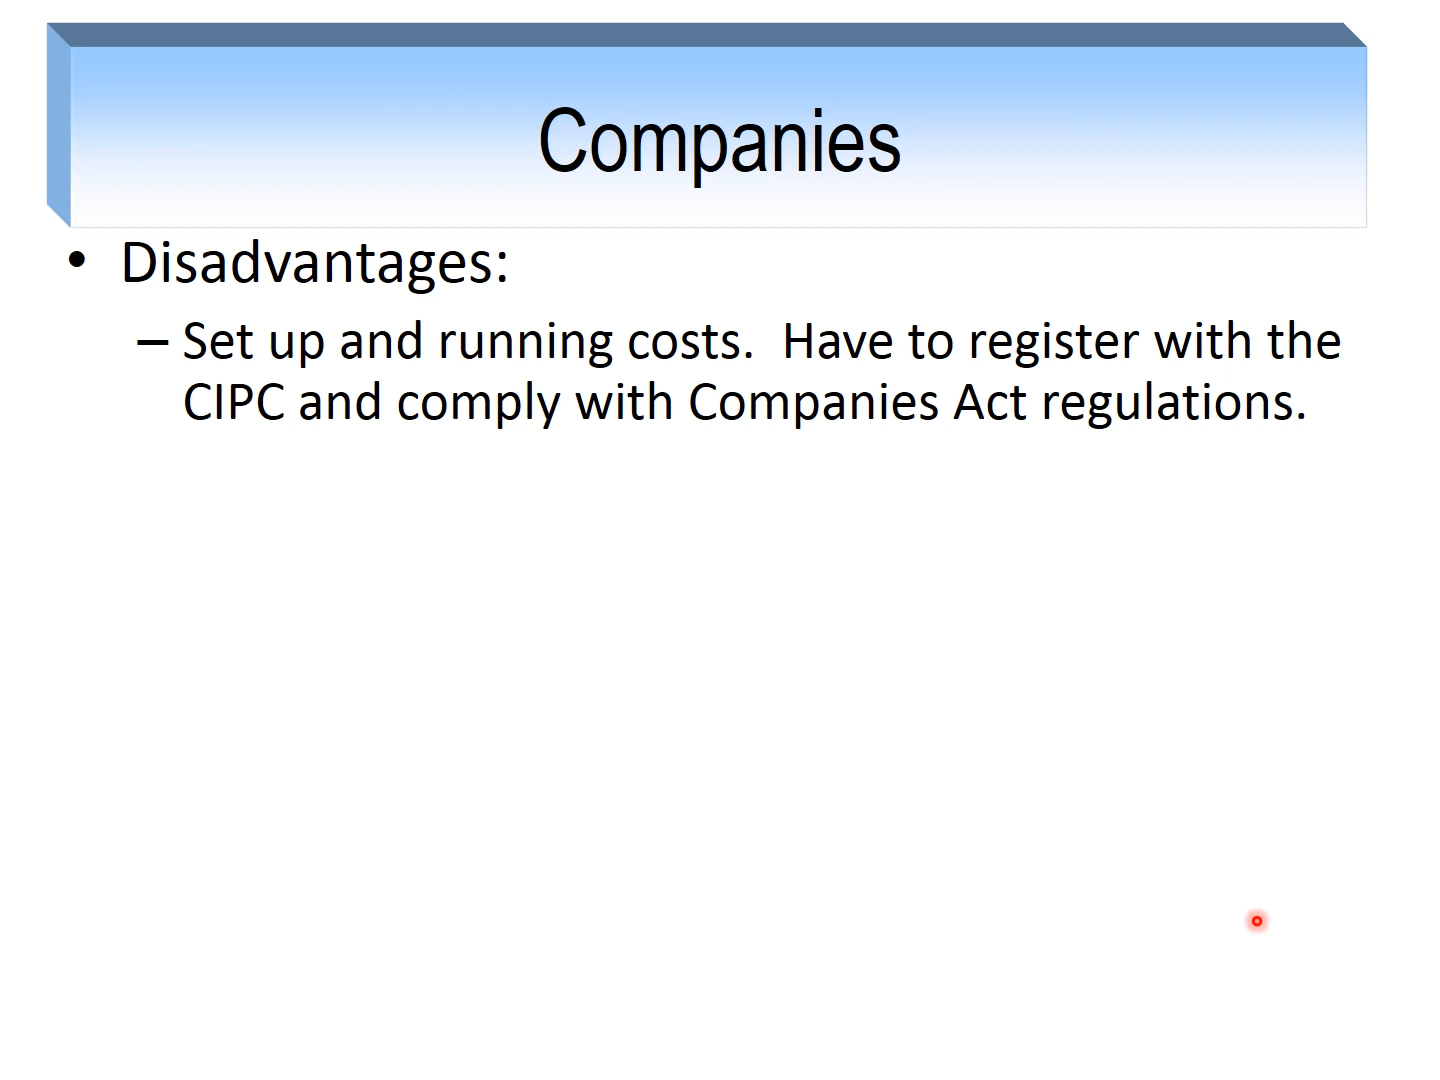 Companies
• Disadvantages:
– Set up and running costs.  Have to register with the
CIPC and comply with Companies Act regulations.